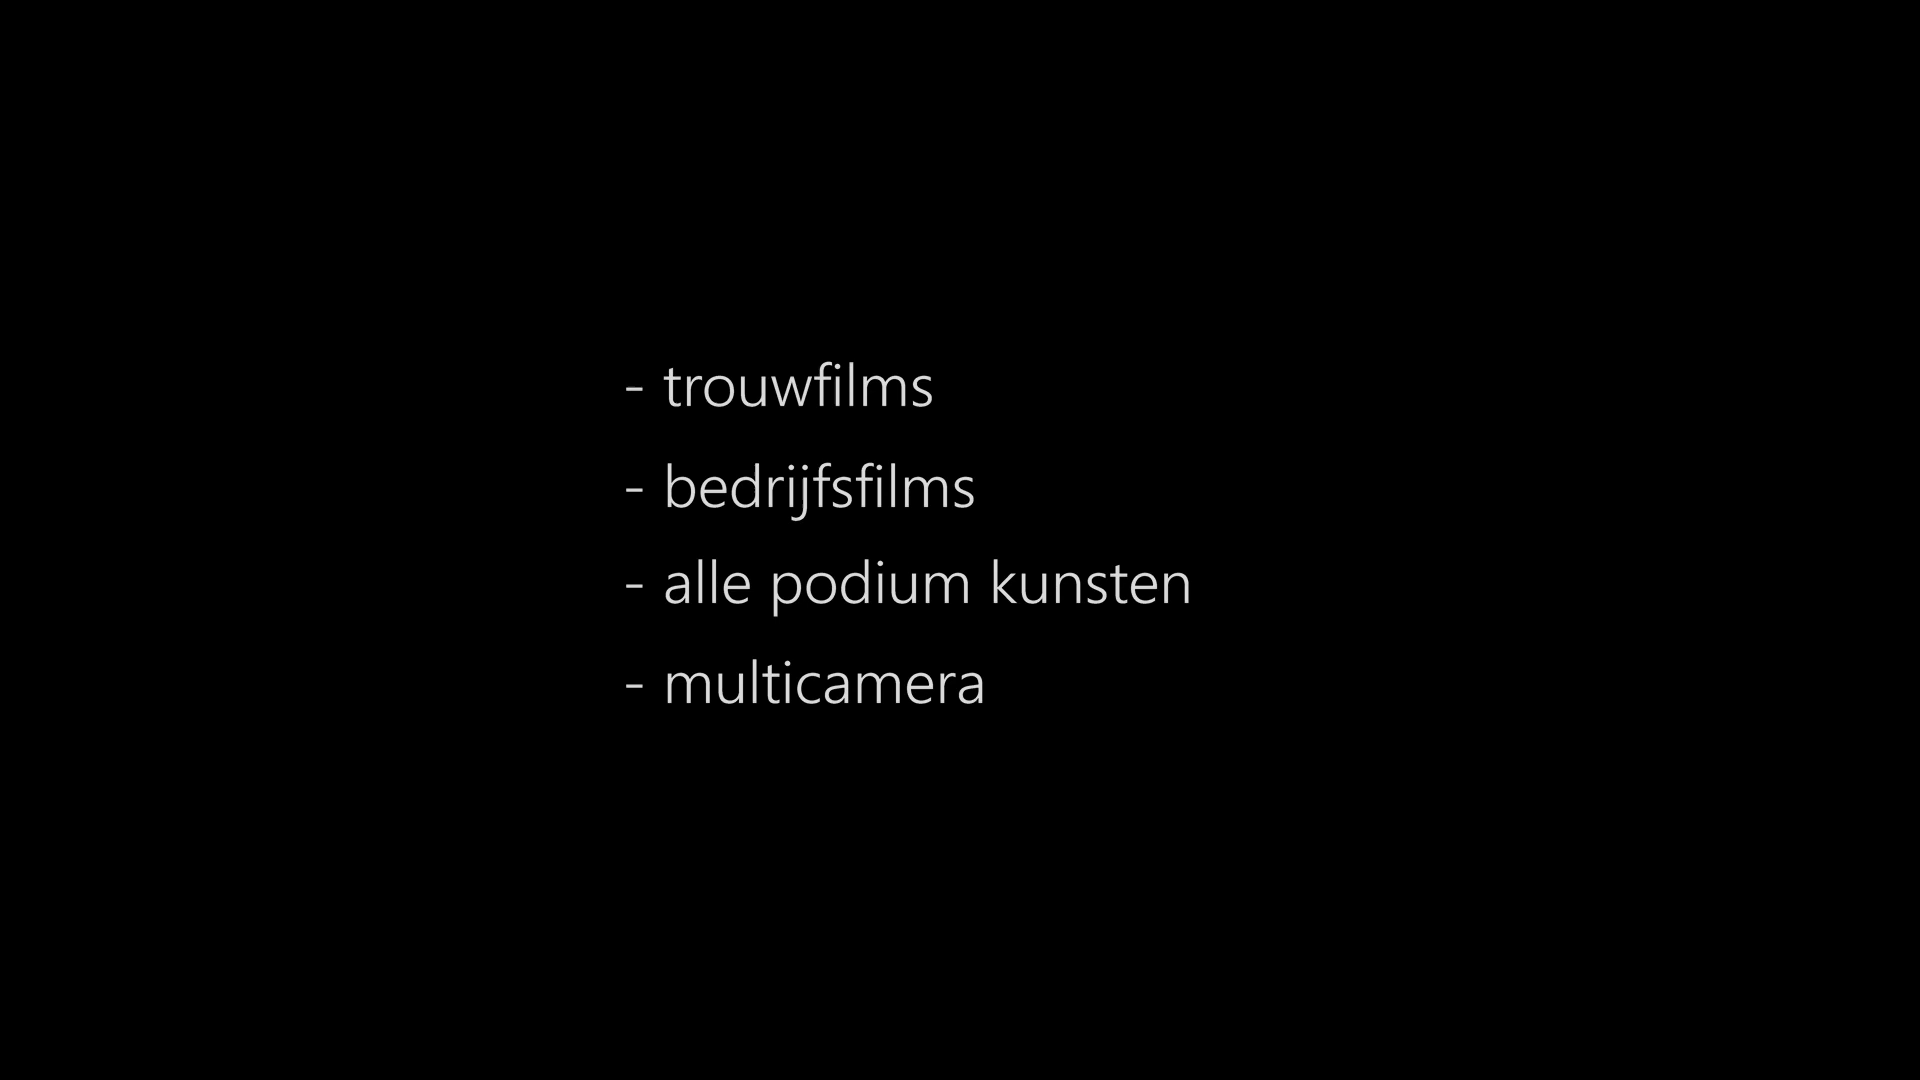 - trouwfilms
- bedrijfsfilms
- alle podium kunsten
- multicamera